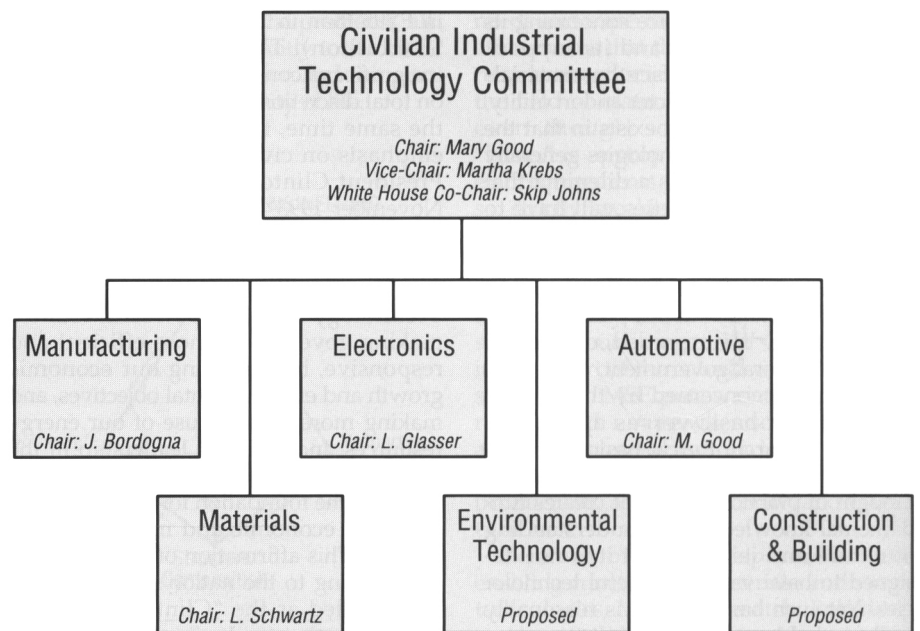 Civilian Industrial
Technology Committee
Chair: Mary Good
Vice-Chair: Martha Krebs
White House Co-Chair: Skip Johns
Manufacturing
Chair: J. Bordogna
Electronics
Chair: L. Glasser
Automotive
Chair: M. Good
Materials
Chair: L. Schwartz
Environmental
Technology
Proposed
Construction
& Building
Proposed